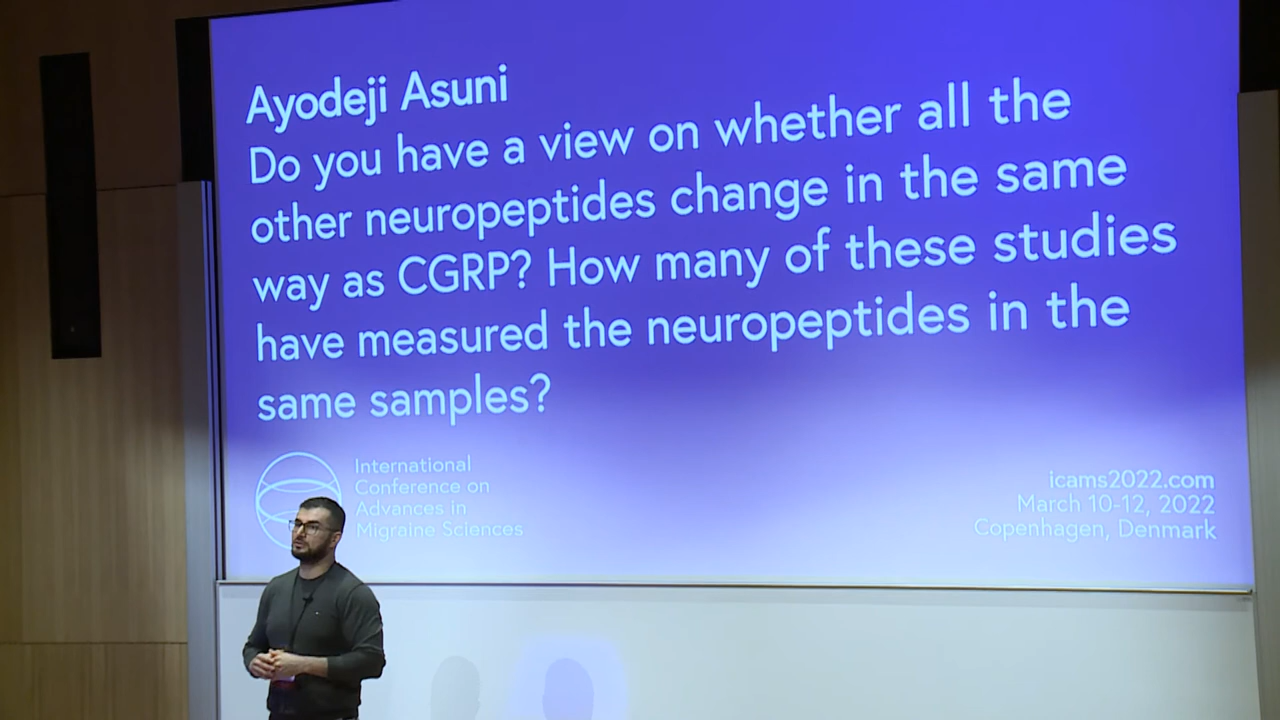 Ayodeji Asuni
Do you have a view on whether all the
other neuropeptides change in the same
way as CGRP? How many of these studies
have measured the neuropeptides in the
same samples?
International
Conference on
Advances in
Migraine Sciences
icams2022.com
March 10-12, 2022
Copenhagen, Denmark